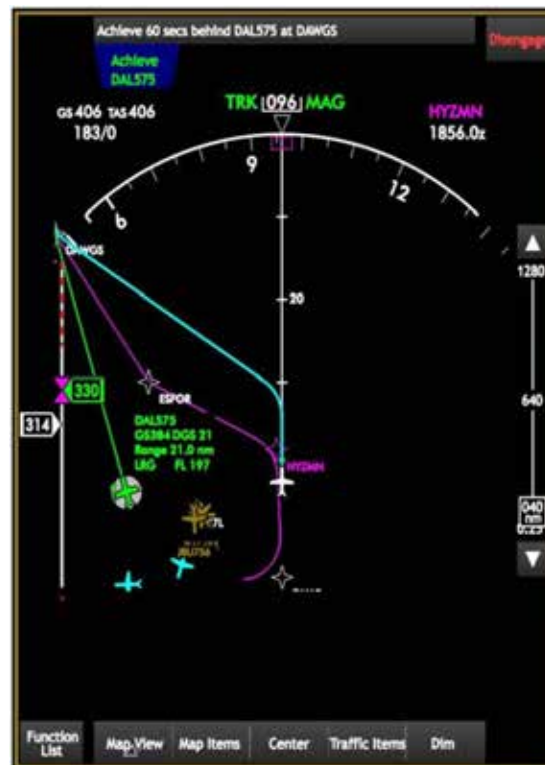 Achieve 60 secs behind DAL575 at DAWGS
Disengage
Achieve
DAL575
GS 406 TAS 406
183/0
TRK 096 MAG
HYZMN
1856.0z
6
9
12
DAWGS
20
1280
330
314
ESFOR
640
DAL575
GS384 DGS 21
Range 21.0 nm
LRG FL 197
HYZMN
040
nm
JBU756
Function
List
Map View
Map Items
Center
Traffic Items
Dim